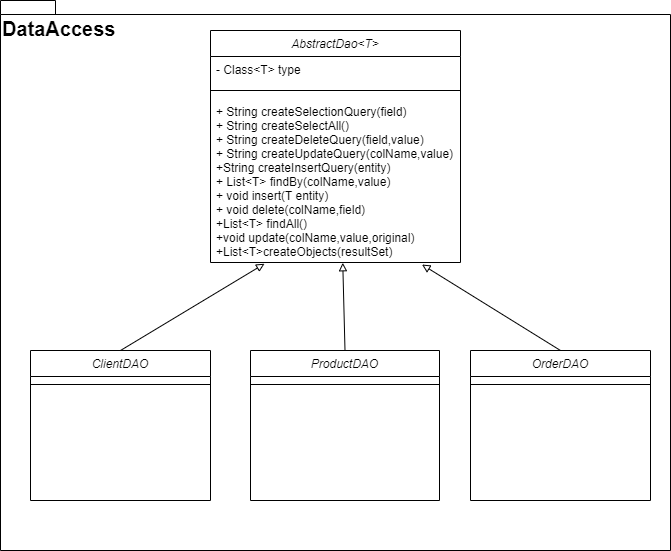 DataAccess
AbstractDao<T>
- Class<T> type
+ String createSelectionQuery(field)
+ String createSelectAll()
+ String createDeleteQuery(field,value)
+ String createUpdateQuery(colName,value)
+String createInsertQuery(entity)
+ List<T> findBy(colName,value)
+ void insert(T entity)
+ void delete(colName,field)
+List<T> findAll()
+void update(colName,value,original)
+List<T>createObjects(resultSet)
ClientDAO
ProductDAO
OrderDAO